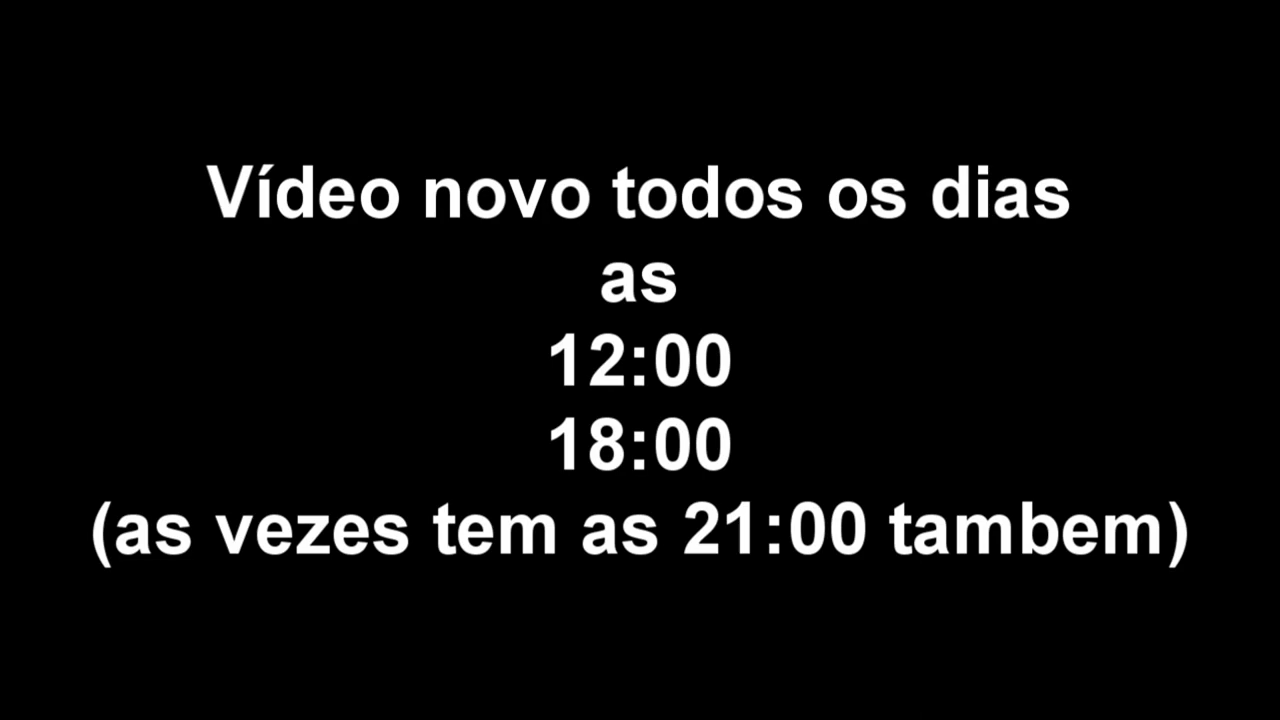 Vídeo novo todos os dias
as
12:00
18:00
(as vezes tem as 21:00 tambem)